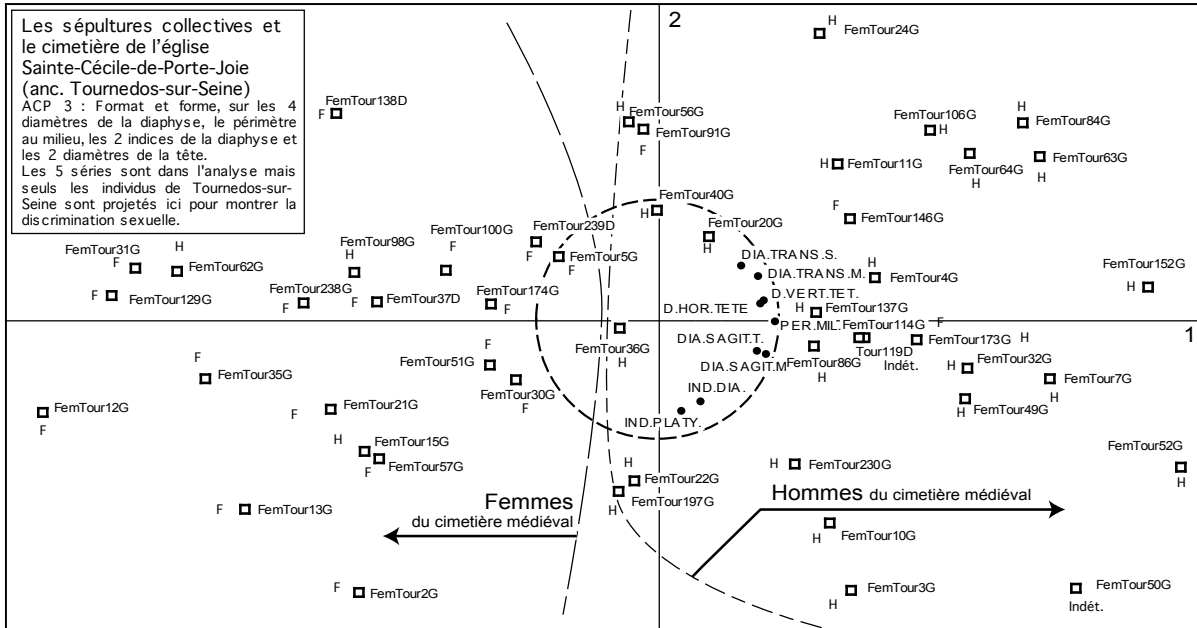 Les sépultures collectives et
le cimetière de l'église
Sainte-Cécile-de-Porte-Joie
(anc. Tournedos-sur-Seine)
ACP 3 : Format et forme, sur les 4
diamètres de la diaphyse, le périmètre
au milieu, les 2 indices de la diaphyse et
les 2 diamètres de la tête.
Les 5 séries sont dans l'analyse mais
seuls les individus de Tournedos-sur-
Seine sont projetés ici pour montrer la
discrimination sexuelle.
2
H
FemTour24G
FemTour138D
F
H
FemTour56G
FemTour91G
F
FemTour106G
H
H
FemTour84G
H
FemTour11G
FemTour64G
H
FemTour63G
H
FemTour40G
H
FemTour20G
H
F
FemTour146G
FemTour31G
F
H
FemTour62G
FemTour98G
H
FemTour100G
F
FemTour239D
F
FemTour5G
F
DIA.TRANS.S.
DIA.TRANS.M.
H
FemTour4G
FemTour152G
H
F
FemTour129G
FemTour238G
F
F
FemTour37D
FemTour174G
F
D.VERT.TET.
D.HOR.TETE
H
FemTour137G
PER.MIL.
FemTour114G
F
FemTour173G
1
FemTour36G
H
DIA.SAGIT.T.
DIA.SAGIT.M
FemTour86G
H
Tour119D
Indét.
H
FemTour32G
H
FemTour7G
H
F
FemTour35G
F
FemTour51G
FemTour30G
F
IND.DIA.
IND.PLATY.
FemTour49G
H
FemTour12G
F
F
FemTour21G
H
FemTour15G
FemTour57G
F
H
FemTour22G
FemTour197G
H
H
FemTour230G
FemTour52G
H
F
FemTour13G
Femmes
du cimetière médiéval
Hommes du cimetière médiéval
FemTour10G
H
F
FemTour2G
FemTour3G
H
FemTour50G
Indét.